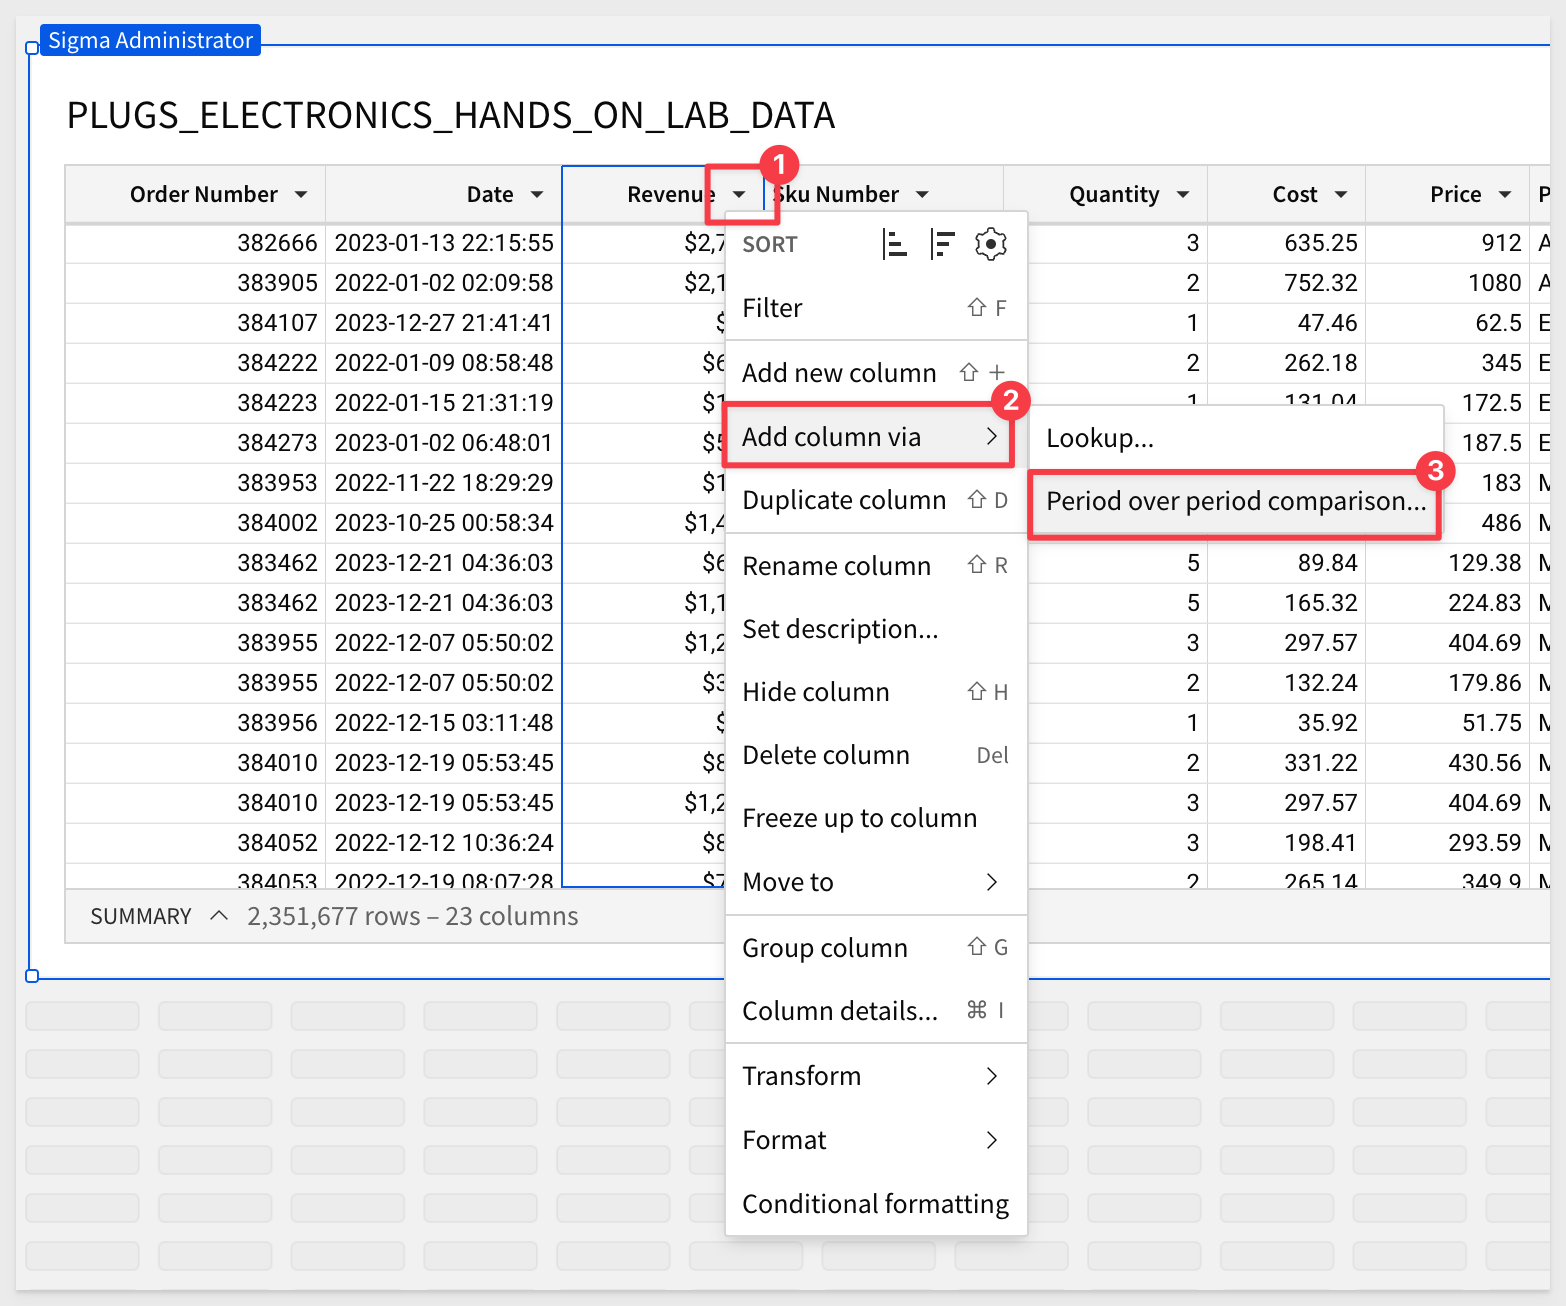 Sigma Administrator
PLUGS_ELECTRONICS_HANDS_ON_LAB_DATA
Order Number Date Revenue 1 Sku Number Quantity Cost Price P
382666 2023-01-13 22:15:55 $2,7 3 635.25 912 A
383905 2022-01-02 02:09:58 $2,1 2 752.32 1080 A
384107 2023-12-27 21:41:41 $ 1 47.46 62.5 E
384222 2022-01-09 08:58:48 $6 2 262.18 345 E
384223 2022-01-15 21:31:19 $1 1 131.04 172.5 E
384273 2023-01-02 06:48:01 $5 187.5 E
383953 2022-11-22 18:29:29 $1 183 M
384002 2023-10-25 00:58:34 $1,4 486 M
383462 2023-12-21 04:36:03 $6 5 89.84 129.38 M
383462 2023-12-21 04:36:03 $1,1 5 165.32 224.83 M
383955 2022-12-07 05:50:02 $1,2 3 297.57 404.69 M
383955 2022-12-07 05:50:02 $3 2 132.24 179.86 M
383956 2022-12-15 03:11:48 $ 1 35.92 51.75 M
384010 2023-12-19 05:53:45 $8 2 331.22 430.56 M
384010 2023-12-19 05:53:45 $1,2 3 297.57 404.69 M
384052 2022-12-12 10:36:24 $8 3 198.41 293.59 M
384053 2022-12-19 08:07:28 $7 2 265.14 349.9 M
SUMMARY 2,351,677 rows – 23 columns
SORT
Filter ⇧ F
Add new column ⇧ +
2
Add column via
Duplicate column ⇧ D
Rename column ⇧ R
Set description...
Hide column ⇧ H
Delete column Del
Freeze up to column
Move to
Group column ⇧ G
Column details... ⌘ I
Transform
Format
Conditional formatting
Lookup...
3
Period over period comparison...